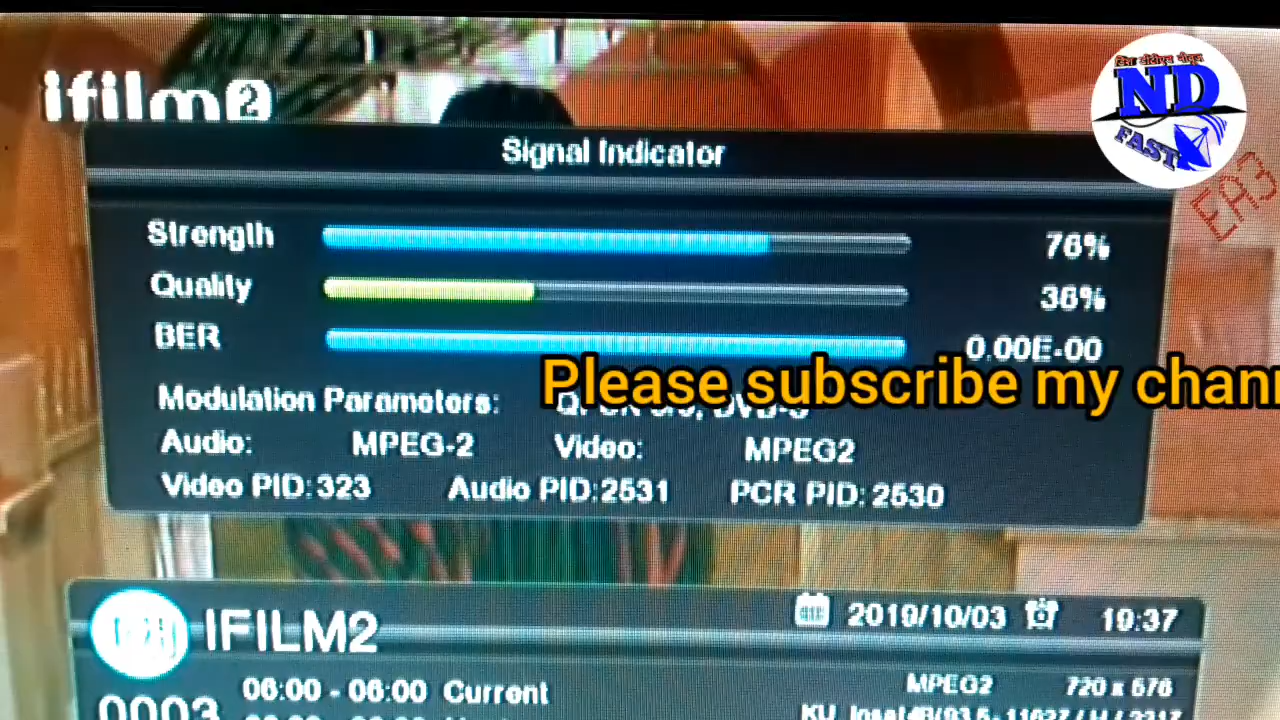 ifilm2
ND
FAST
EA3
Signal Indicator
Strength 76%
Quality 36%
BER 0.00E-00
Please subscribe my chann
Modulation Parameters:
Audio: MPEG-2 Video: MPEG2
Video PID: 323 Audio PID: 2531 PCR PID: 2530
IFILM2 2019/10/03 19:37
0003 06:00 - 06:00 Current MPEG2 720 x 576